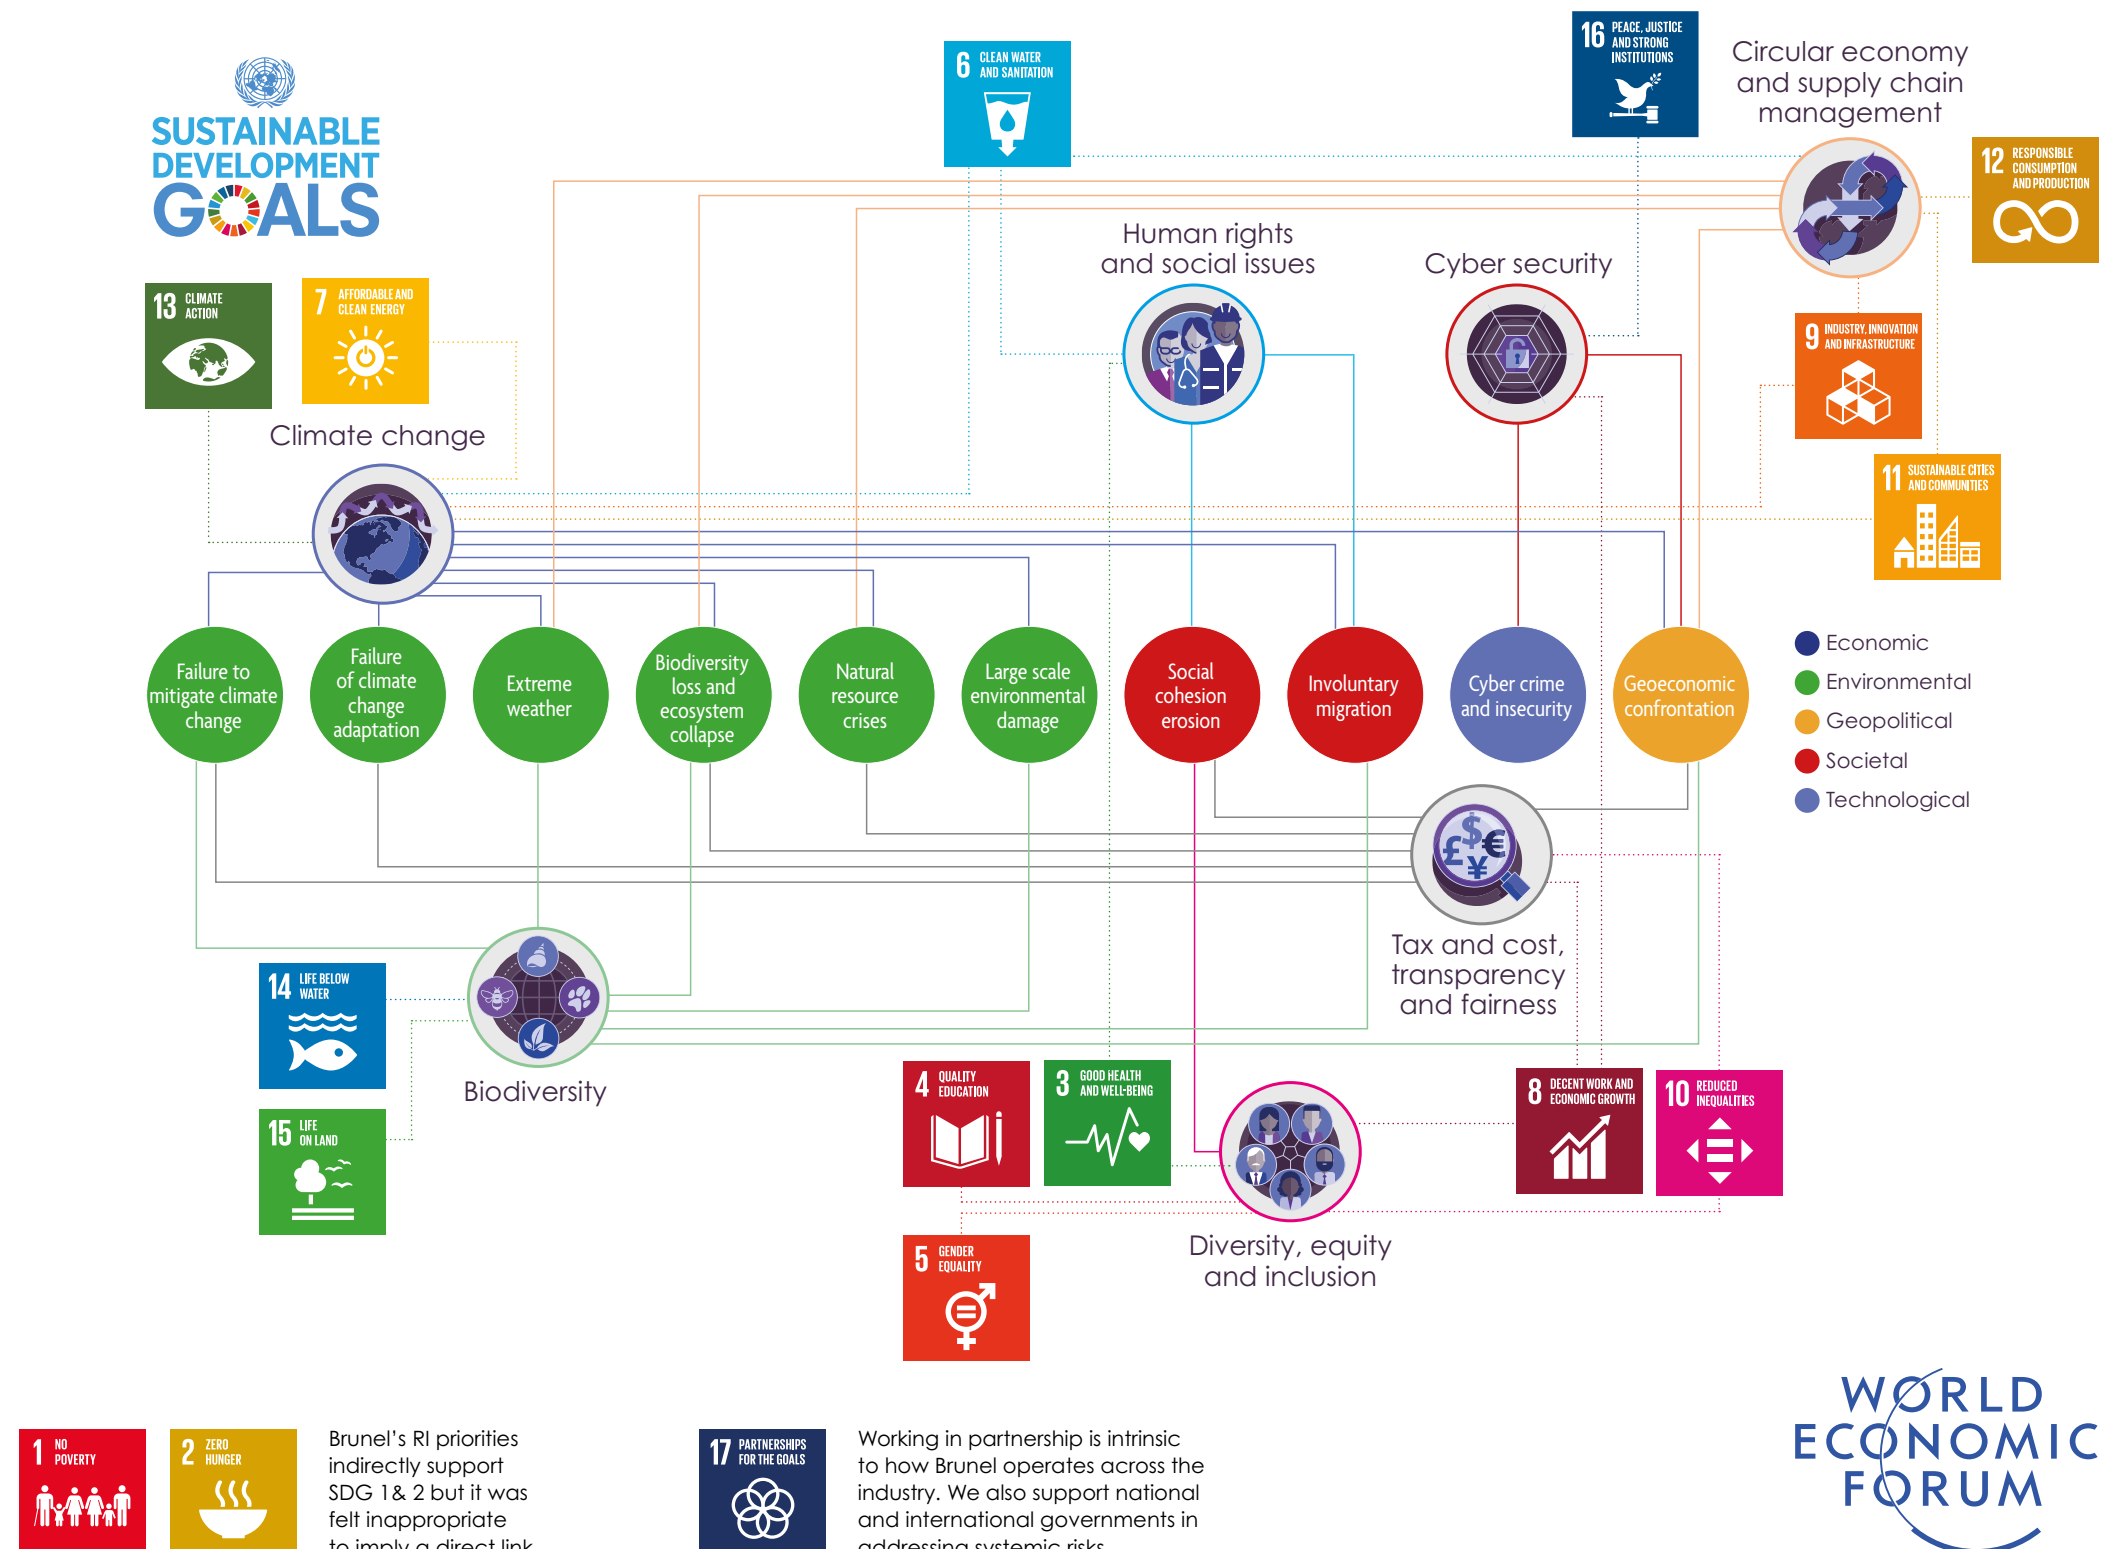 SUSTAINABLE
DEVELOPMENT
GOALS
6 CLEAN WATER
AND SANITATION
16 PEACE, JUSTICE
AND STRONG
INSTITUTIONS
Circular economy
and supply chain
management
12 RESPONSIBLE
CONSUMPTION
AND PRODUCTION
Human rights
and social issues
Cyber security
13 CLIMATE
ACTION
7 AFFORDABLE AND
CLEAN ENERGY
9 INDUSTRY, INNOVATION
AND INFRASTRUCTURE
Climate change
11 SUSTAINABLE CITIES
AND COMMUNITIES
Failure to
mitigate climate
change
Failure
of climate
change
adaptation
Extreme
weather
Biodiversity
loss and
ecosystem
collapse
Natural
resource
crises
Large scale
environmental
damage
Social
cohesion
erosion
Involuntary
migration
Cyber crime
and insecurity
Geoeconomic
confrontation
Economic
Environmental
Geopolitical
Societal
Technological
£ $ € ¥
Tax and cost,
transparency
and fairness
14 LIFE BELOW
WATER
Biodiversity
15 LIFE
ON LAND
4 QUALITY
EDUCATION
3 GOOD HEALTH
AND WELL-BEING
8 DECENT WORK AND
ECONOMIC GROWTH
10 REDUCED
INEQUALITIES
5 GENDER
EQUALITY
Diversity, equity
and inclusion
1 NO
POVERTY
2 ZERO
HUNGER
Brunel's RI priorities
indirectly support
SDG 1& 2 but it was
felt inappropriate
to imply a direct link
17 PARTNERSHIPS
FOR THE GOALS
Working in partnership is intrinsic
to how Brunel operates across the
industry. We also support national
and international governments in
addressing systemic risks
WORLD
ECONOMIC
FORUM